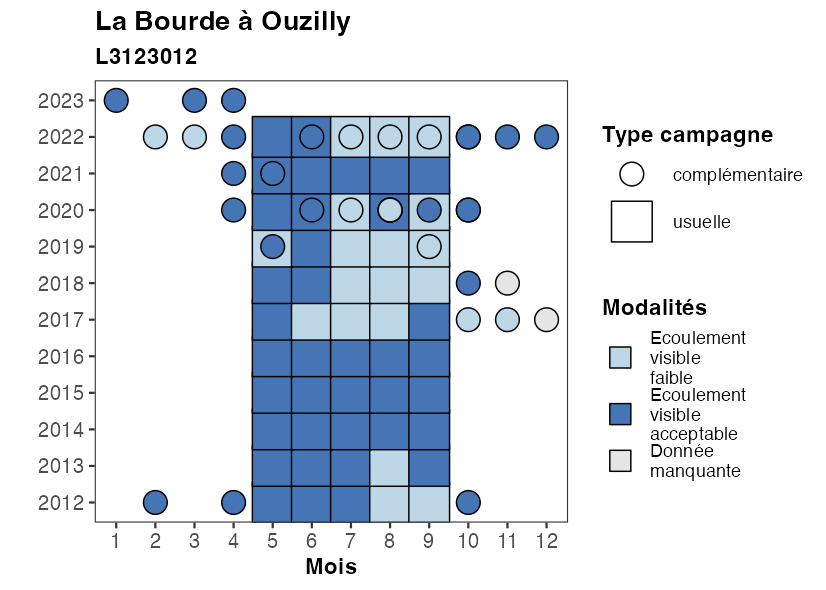 La Bourde à Ouzilly
L3123012
2023
2022
2021
2020
2019
2018
2017
2016
2015
2014
2013
2012
1 2 3 4 5 6 7 8 9 10 11 12
Mois
Type campagne
complémentaire
usuelle
Modalités
Ecoulement
visible
faible
Ecoulement
visible
acceptable
Donnée
manquante